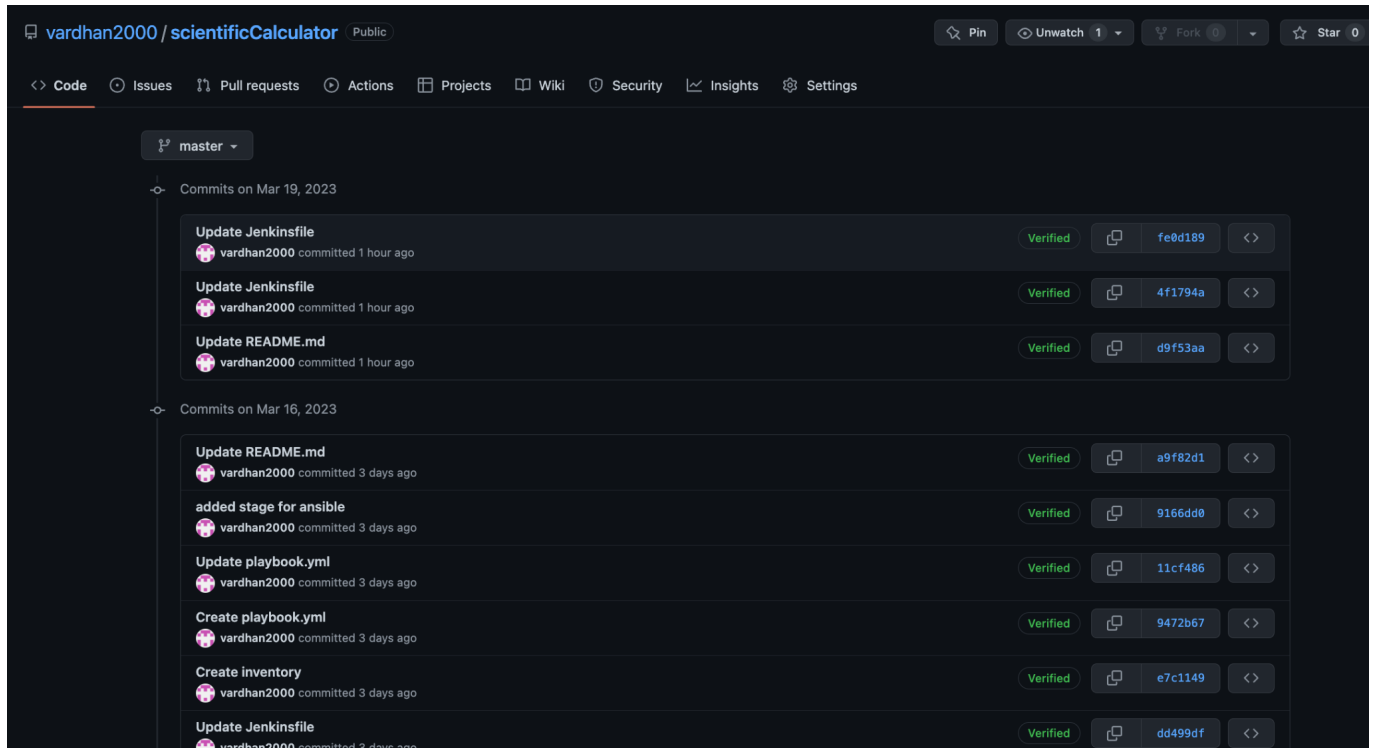 vardhan2000 / scientificCalculator Public Pin Unwatch 1 Fork 0 Star 0
Code Issues Pull requests Actions Projects Wiki Security Insights Settings
master
Commits on Mar 19, 2023
Update Jenkinsfile
Verified fe0d189
vardhan2000 committed 1 hour ago
Update Jenkinsfile
Verified 4f1794a
vardhan2000 committed 1 hour ago
Update README.md
Verified d9f53aa
vardhan2000 committed 1 hour ago
Commits on Mar 16, 2023
Update README.md
Verified a9f82d1
vardhan2000 committed 3 days ago
added stage for ansible
Verified 9166dd0
vardhan2000 committed 3 days ago
Update playbook.yml
Verified 11cf486
vardhan2000 committed 3 days ago
Create playbook.yml
Verified 9472b67
vardhan2000 committed 3 days ago
Create inventory
Verified e7c1149
vardhan2000 committed 3 days ago
Update Jenkinsfile
Verified dd499df
vardhan2000 committed 3 days ago